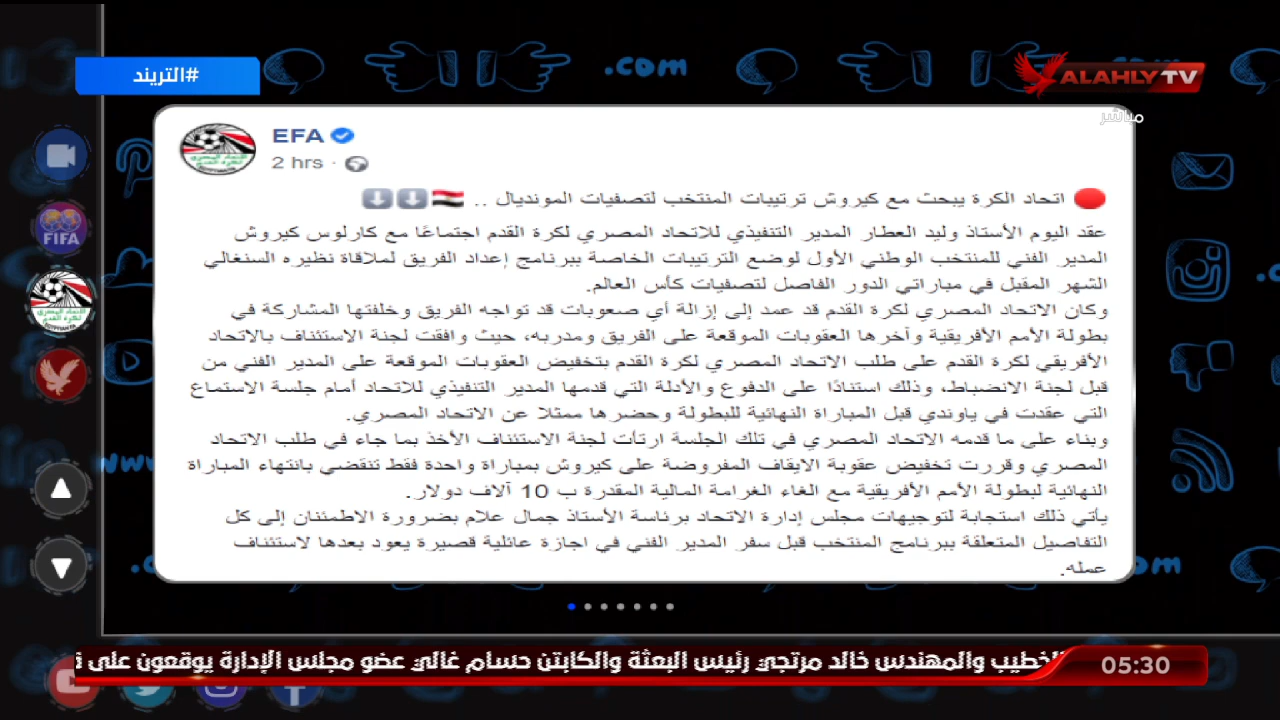 #التريند
ALAHLY TV
مباشر
EFA
2 hrs
اتحاد الكرة يبحث مع كيروش ترتيبات المنتخب لتصفيات المونديال ..
عقد اليوم الأستاذ وليد العطار المدير التنفيذي للاتحاد المصري لكرة القدم اجتماعًا مع كارلوس كيروش
المدير الفني للمنتخب الوطني الأول لوضع الترتيبات الخاصة ببرنامج إعداد الفريق لملاقاة نظيره السنغالي
الشهر المقبل في مباراتي الدور الفاصل لتصفيات كأس العالم.
وكان الاتحاد المصري لكرة القدم قد عمد إلى إزالة أي صعوبات قد تواجه الفريق وخلفتها المشاركة في
بطولة الأمم الأفريقية وآخرها العقوبات الموقعة على الفريق ومدربه، حيث وافقت لجنة الاستئناف بالاتحاد
الأفريقي لكرة القدم على طلب الاتحاد المصري لكرة القدم بتخفيض العقوبات الموقعة على المدير الفني من
قبل لجنة الانضباط، وذلك استنادًا على الدفوع والأدلة التي قدمها المدير التنفيذي للاتحاد أمام جلسة الاستماع
التي عقدت في ياوندي قبل المباراة النهائية للبطولة وحضرها ممثلا عن الاتحاد المصري.
وبناء على ما قدمه الاتحاد المصري في تلك الجلسة ارتأت لجنة الاستئناف الأخذ بما جاء في طلب الاتحاد
المصري وقررت تخفيض عقوبة الايقاف المفروضة على كيروش بمباراة واحدة فقط تنقضي بانتهاء المباراة
النهائية لبطولة الأمم الأفريقية مع الغاء الغرامة المالية المقدرة ب 10 آلاف دولار.
يأتي ذلك استجابة لتوجيهات مجلس إدارة الاتحاد برئاسة الأستاذ جمال علام بضرورة الاطمئنان إلى كل
التفاصيل المتعلقة ببرنامج المنتخب قبل سفر المدير الفني في اجازة عائلية قصيرة يعود بعدها لاستئناف
عمله.
FIFA
.com
www
الخطيب والمهندس خالد مرتجي رئيس البعثة والكابتن حسام غالي عضو مجلس الإدارة يوقعون على
05:30